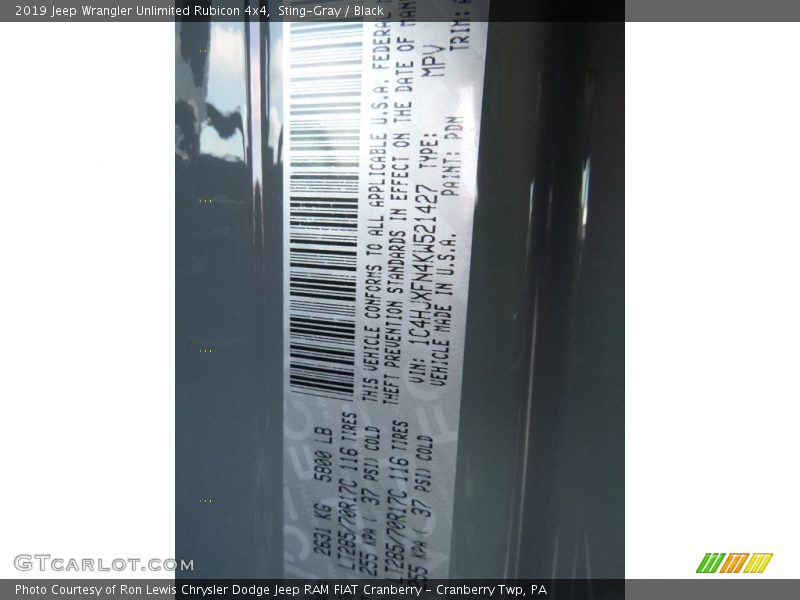 2019 Jeep Wrangler Unlimited Rubicon 4x4, Sting-Gray / Black
THIS VEHICLE CONFORMS TO ALL APPLICABLE U.S.A. FEDERAL
THEFT PREVENTION STANDARDS IN EFFECT ON THE DATE OF MAN
VIN: 1C4HJXFN4KW521427 TYPE: MPV
VEHICLE MADE IN U.S.A. PAINT: PDN TRIM: A
2631 KG 5800 LB
LT285/70R17C 116 TIRES
255 KPA ( 37 PSI) COLD
LT285/70R17C 116 TIRES
255 KPA ( 37 PSI) COLD
GTCarLot.com
Photo Courtesy of Ron Lewis Chrysler Dodge Jeep RAM FIAT Cranberry – Cranberry Twp, PA